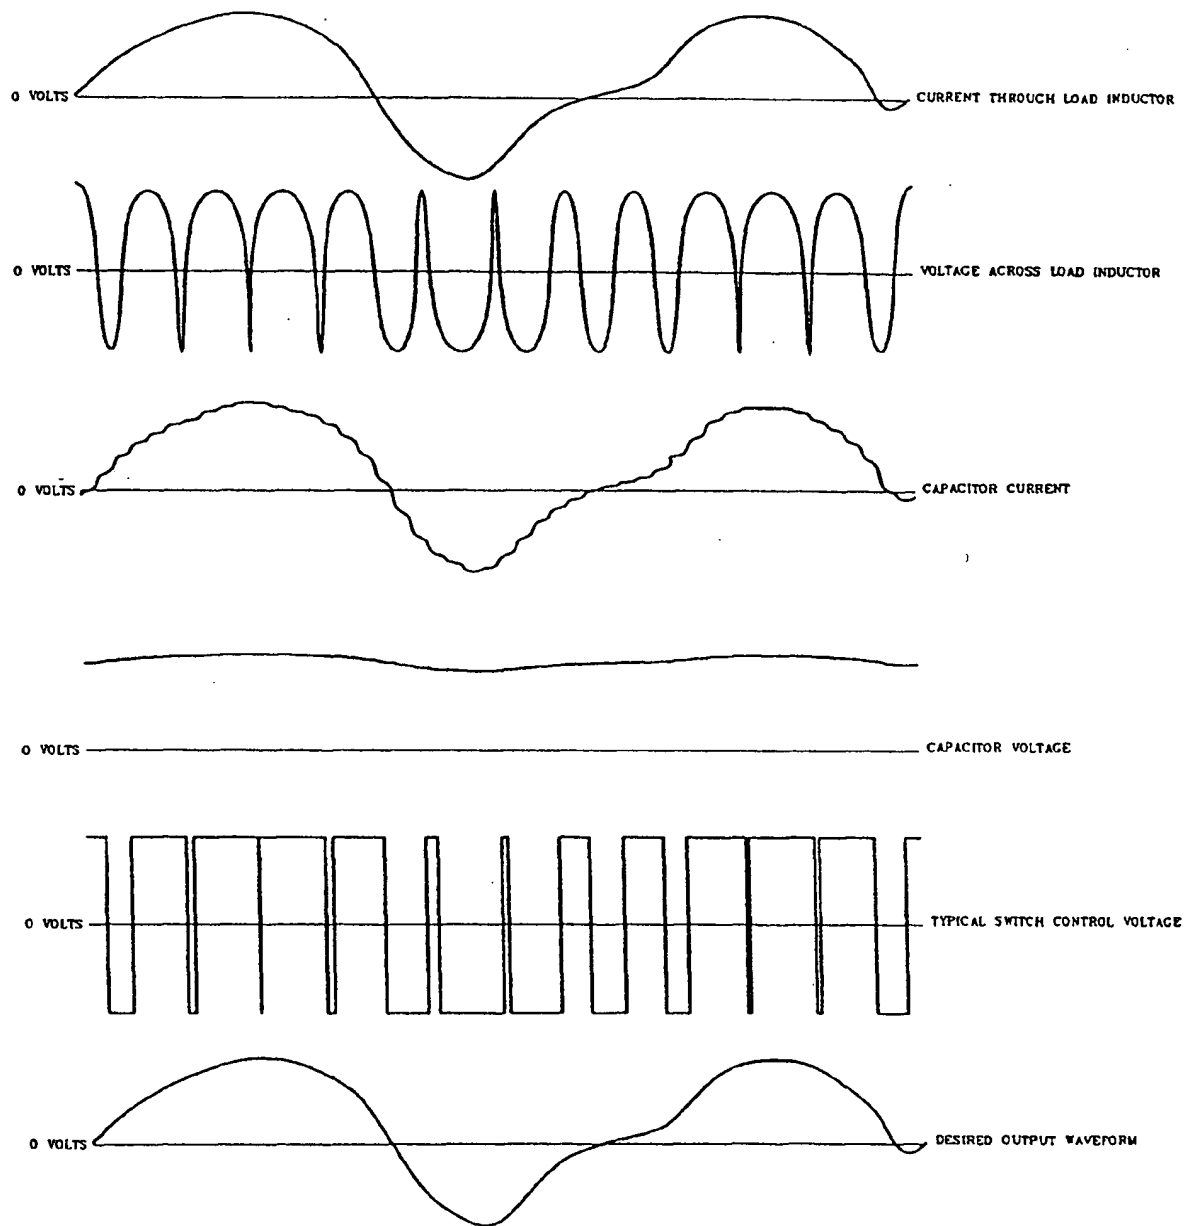 0 VOLTS
CURRENT THROUGH LOAD INDUCTOR
0 VOLTS
VOLTAGE ACROSS LOAD INDUCTOR
0 VOLTS
CAPACITOR CURRENT
0 VOLTS
CAPACITOR VOLTAGE
0 VOLTS
TYPICAL SWITCH CONTROL VOLTAGE
0 VOLTS
DESIRED OUTPUT WAVEFORM